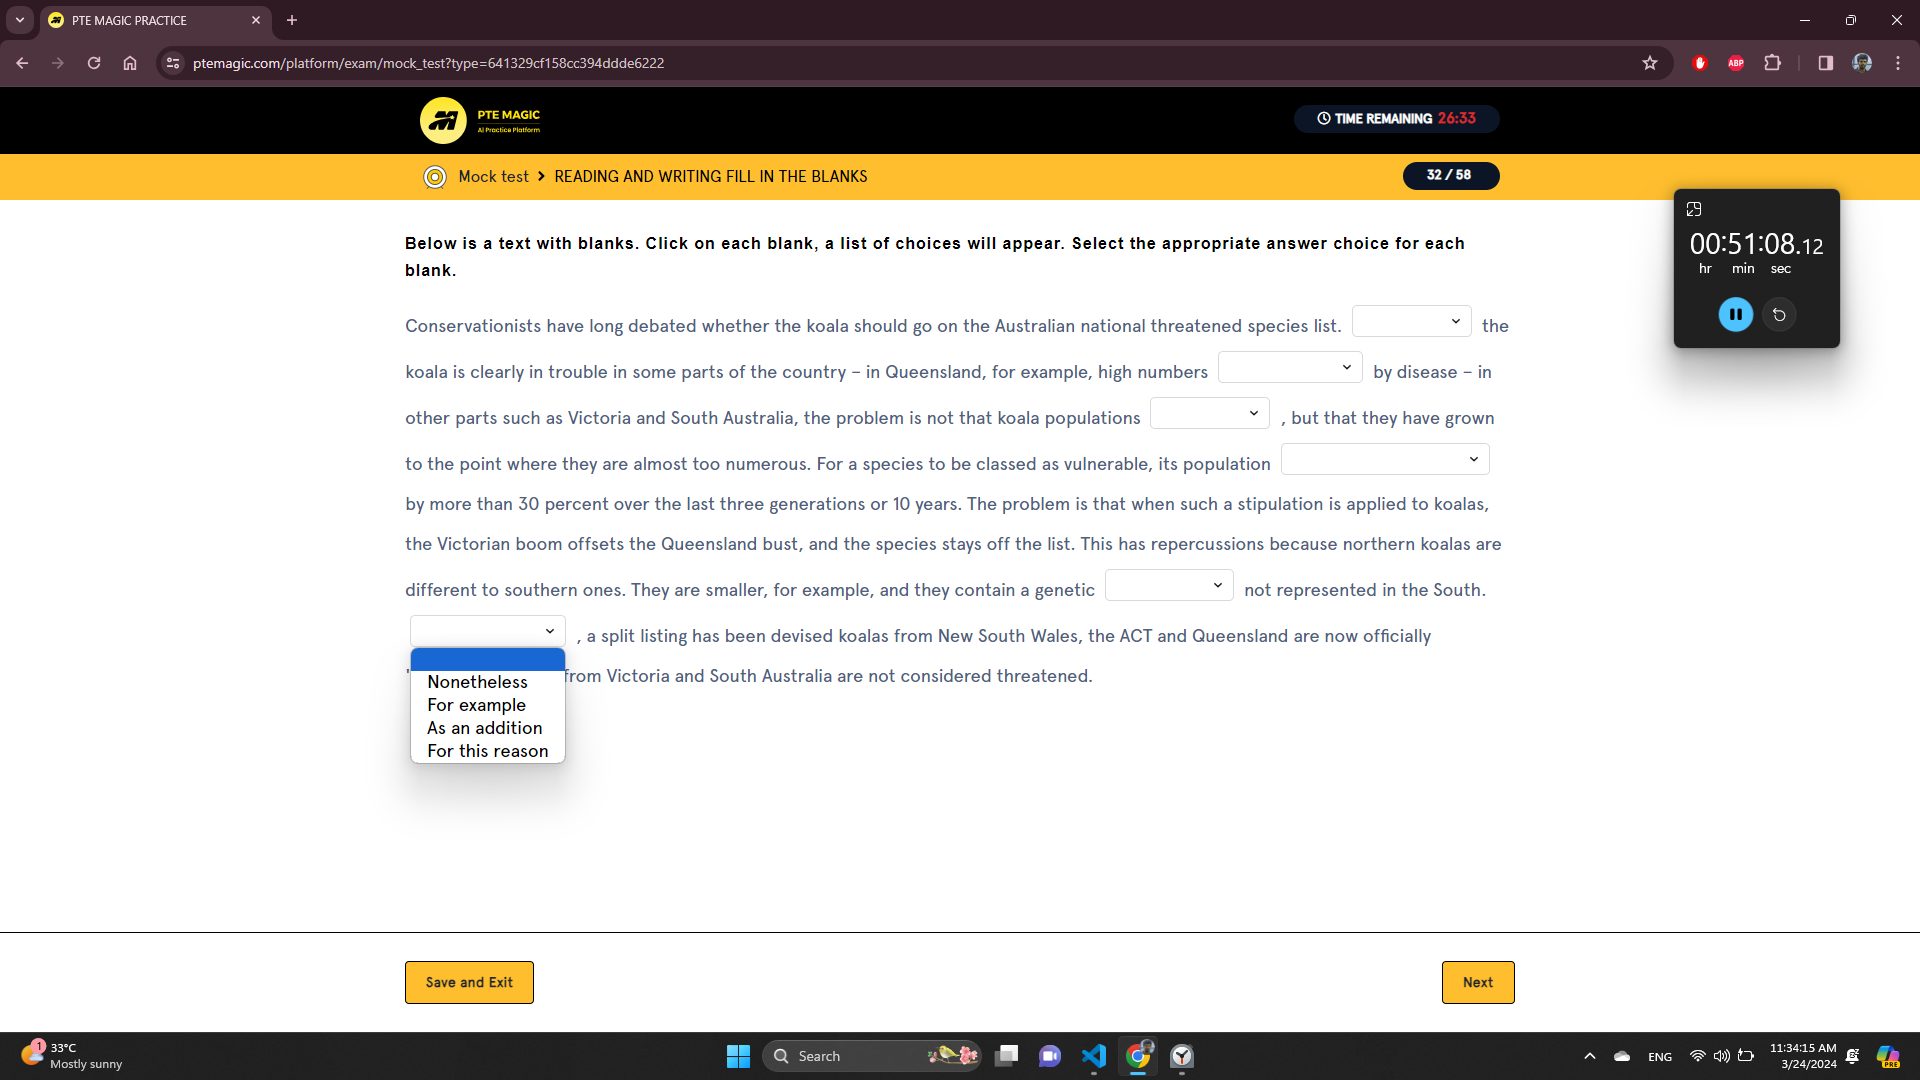 PTE MAGIC PRACTICE
ptemagic.com/platform/exam/mock_test?type=641329cf158cc394ddde6222
ABP
PTE MAGIC
AI Practice Platform
TIME REMAINING 26:33
Mock test > READING AND WRITING FILL IN THE BLANKS
32 / 58
00:51:08.12
hr min sec
Below is a text with blanks. Click on each blank, a list of choices will appear. Select the appropriate answer choice for each
blank.
Conservationists have long debated whether the koala should go on the Australian national threatened species list. the
koala is clearly in trouble in some parts of the country – in Queensland, for example, high numbers by disease – in
other parts such as Victoria and South Australia, the problem is not that koala populations , but that they have grown
to the point where they are almost too numerous. For a species to be classed as vulnerable, its population
by more than 30 percent over the last three generations or 10 years. The problem is that when such a stipulation is applied to koalas,
the Victorian boom offsets the Queensland bust, and the species stays off the list. This has repercussions because northern koalas are
different to southern ones. They are smaller, for example, and they contain a genetic not represented in the South.
, a split listing has been devised koalas from New South Wales, the ACT and Queensland are now officially
from Victoria and South Australia are not considered threatened.
Nonetheless
For example
As an addition
For this reason
Save and Exit
Next
1
33°C
Mostly sunny
Search
ENG
11:34:15 AM
3/24/2024
PRE